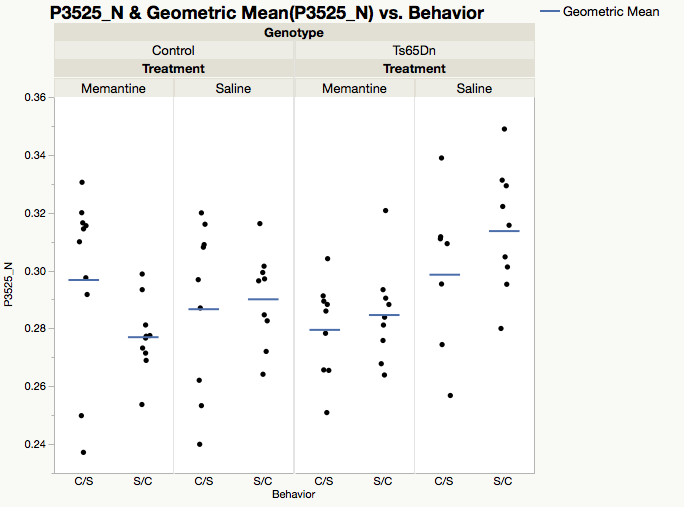 P3525_N & Geometric Mean(P3525_N) vs. Behavior
Geometric Mean
Genotype
Control Ts65Dn
Treatment Treatment
Memantine Saline Memantine Saline
0.36
0.34
0.32
0.30
0.28
0.26
0.24
P3525_N
C/S S/C C/S S/C C/S S/C C/S S/C
Behavior